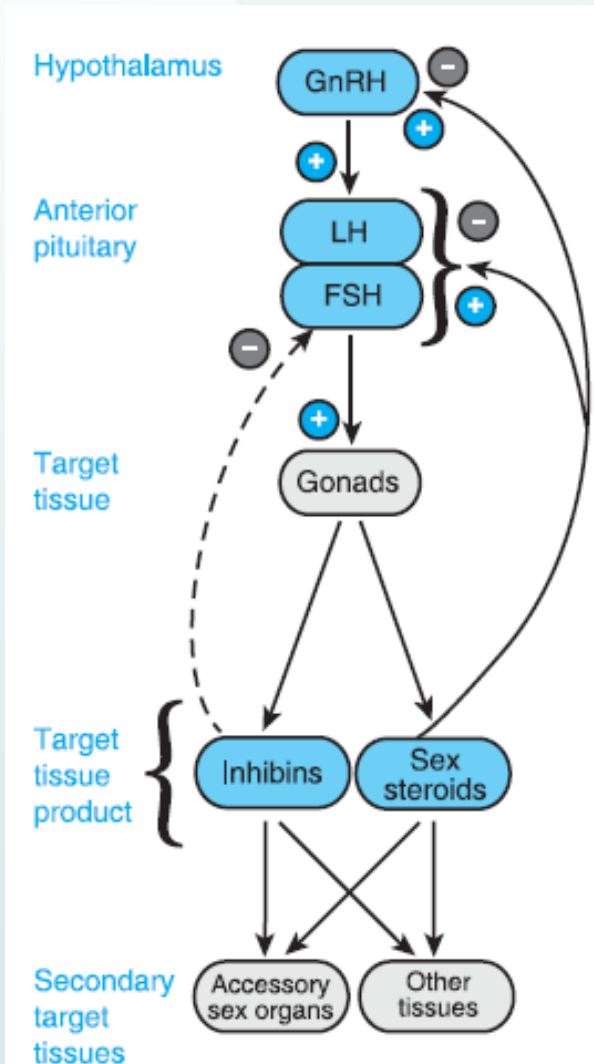 Hypothalamus
GnRH
−
+
+
Anterior
pituitary
LH
FSH
−
+
−
+
Target
tissue
Gonads
Target
tissue
product
Inhibins
Sex
steroids
Secondary
target
tissues
Accessory
sex organs
Other
tissues